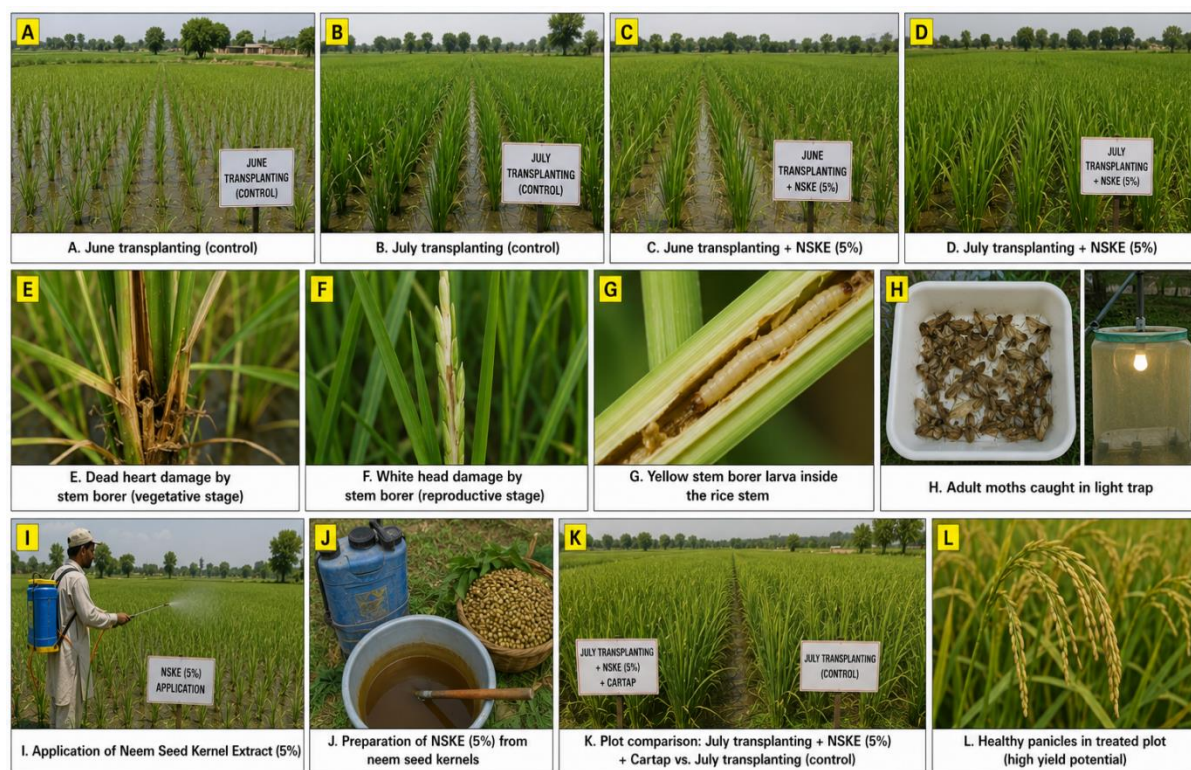 A
JUNE
TRANSPLANTING
(CONTROL)
A. June transplanting (control)
B
JULY
TRANSPLANTING
(CONTROL)
B. July transplanting (control)
C
JUNE
TRANSPLANTING
+ NSKE (5%)
C. June transplanting + NSKE (5%)
D
JULY
TRANSPLANTING
+ NSKE (5%)
D. July transplanting + NSKE (5%)
E
E. Dead heart damage by
stem borer (vegetative stage)
F
F. White head damage by
stem borer (reproductive stage)
G
G. Yellow stem borer larva inside
the rice stem
H
H. Adult moths caught in light trap
I
NSKE (5%)
APPLICATION
I. Application of Neem Seed Kernel Extract (5%)
J
J. Preparation of NSKE (5%) from
neem seed kernels
K
JULY TRANSPLANTING
+ NSKE (5%)
+ CARTAP
JULY TRANSPLANTING
(CONTROL)
K. Plot comparison: July transplanting + NSKE (5%)
+ Cartap vs. July transplanting (control)
L
L. Healthy panicles in treated plot
(high yield potential)